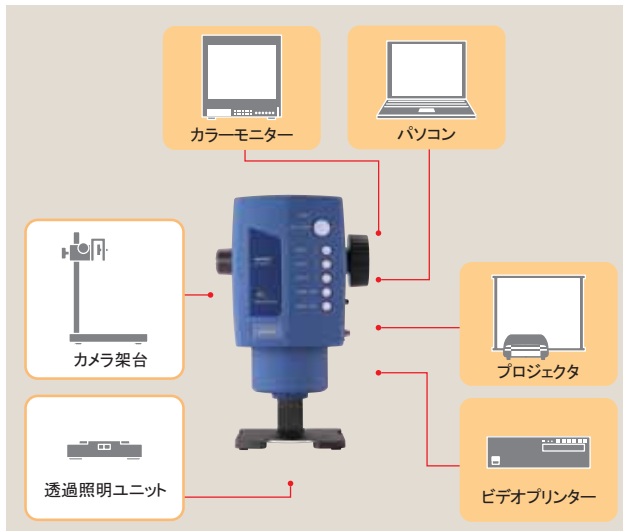 カラーモニター
パソコン
カメラ架台
プロジェクタ
透過照明ユニット
ビデオプリンター